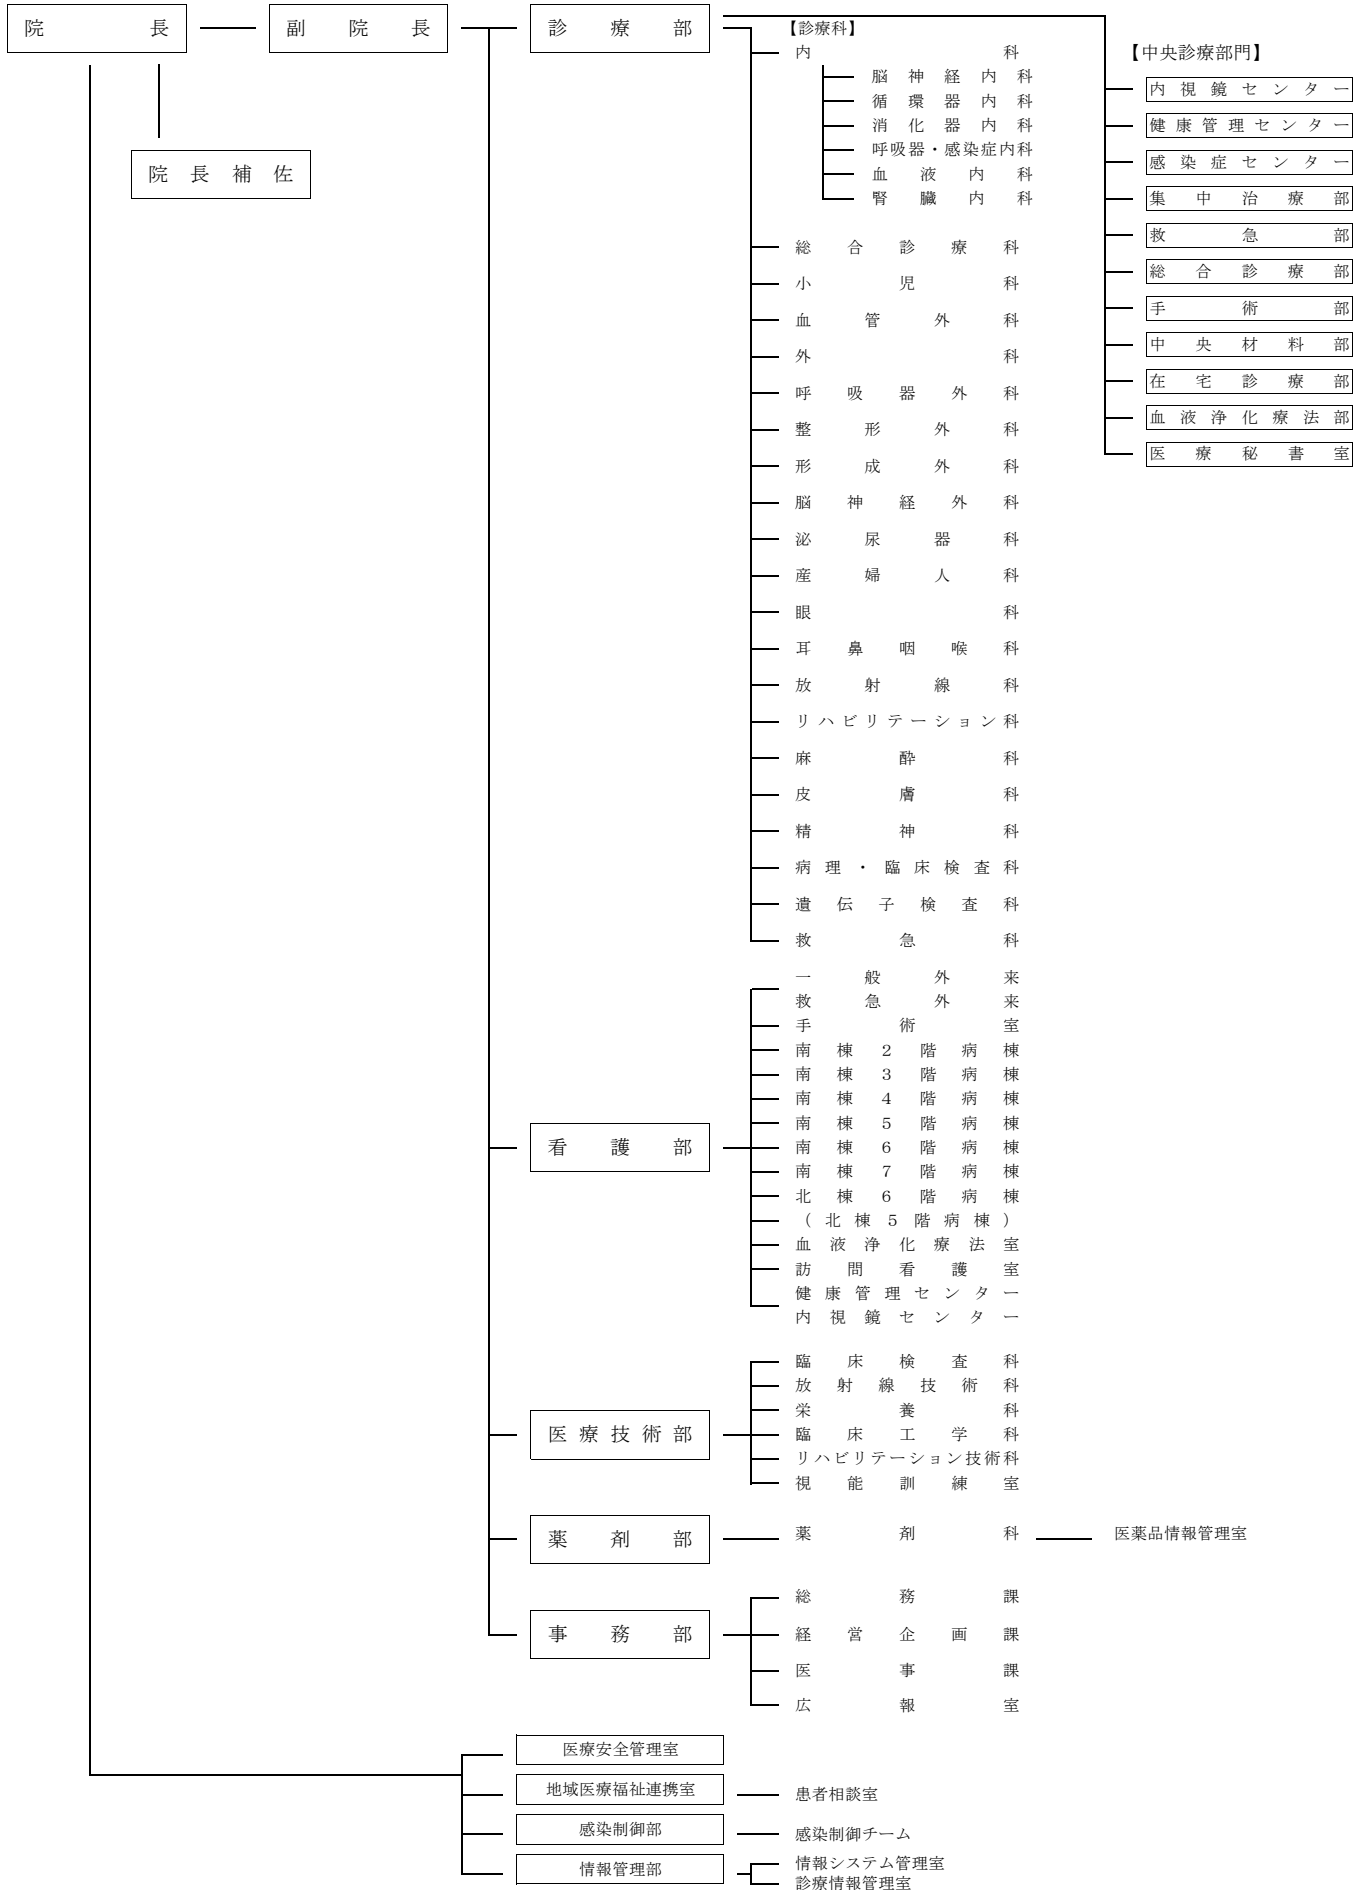 院長
副院長
診療部
院長補佐
【診療科】
内科
脳神経内科
循環器内科
消化器内科
呼吸器・感染症内科
血液内科
腎臓内科
総合診療科
小児科
血管外科
外科
呼吸器外科
整形外科
形成外科
脳神経外科
泌尿器科
産婦人科
眼科
耳鼻咽喉科
放射線科
リハビリテーション科
麻酔科
皮膚科
精神科
病理・臨床検査科
遺伝子検査科
救急科
【中央診療部門】
内視鏡センター
健康管理センター
感染症センター
集中治療部
救急部
総合診療部
手術部
中央材料部
在宅診療部
血液浄化療法部
医療秘書室
看護部
一般外来
救急外来
手術室
南棟2階病棟
南棟3階病棟
南棟4階病棟
南棟5階病棟
南棟6階病棟
南棟7階病棟
北棟6階病棟
（北棟5階病棟）
血液浄化療法室
訪問看護室
健康管理センター
内視鏡センター
医療技術部
臨床検査科
放射線技術科
栄養科
臨床工学科
リハビリテーション技術科
視能訓練室
薬剤部
薬剤科
医薬品情報管理室
事務部
総務課
経営企画課
医事課
広報室
医療安全管理室
地域医療福祉連携室
患者相談室
感染制御部
感染制御チーム
情報管理部
情報システム管理室
診療情報管理室